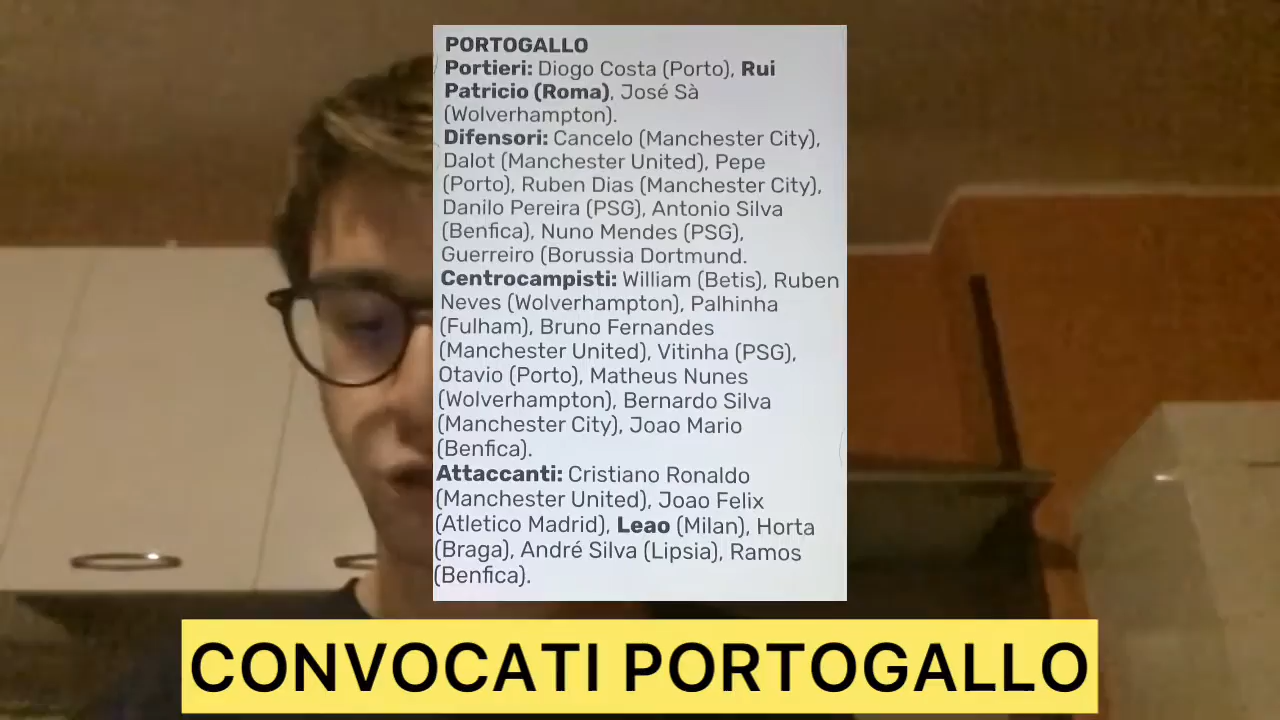 PORTOGALLO
Portieri: Diogo Costa (Porto), Rui
Patricio (Roma), José Sà
(Wolverhampton).
Difensori: Cancelo (Manchester City),
Dalot (Manchester United), Pepe
(Porto), Ruben Dias (Manchester City),
Danilo Pereira (PSG), Antonio Silva
(Benfica), Nuno Mendes (PSG),
Guerreiro (Borussia Dortmund.
Centrocampisti: William (Betis), Ruben
Neves (Wolverhampton), Palhinha
(Fulham), Bruno Fernandes
(Manchester United), Vitinha (PSG),
Otavio (Porto), Matheus Nunes
(Wolverhampton), Bernardo Silva
(Manchester City), Joao Mario
(Benfica).
Attaccanti: Cristiano Ronaldo
(Manchester United), Joao Felix
(Atletico Madrid), Leao (Milan), Horta
(Braga), André Silva (Lipsia), Ramos
(Benfica).
CONVOCATI PORTOGALLO